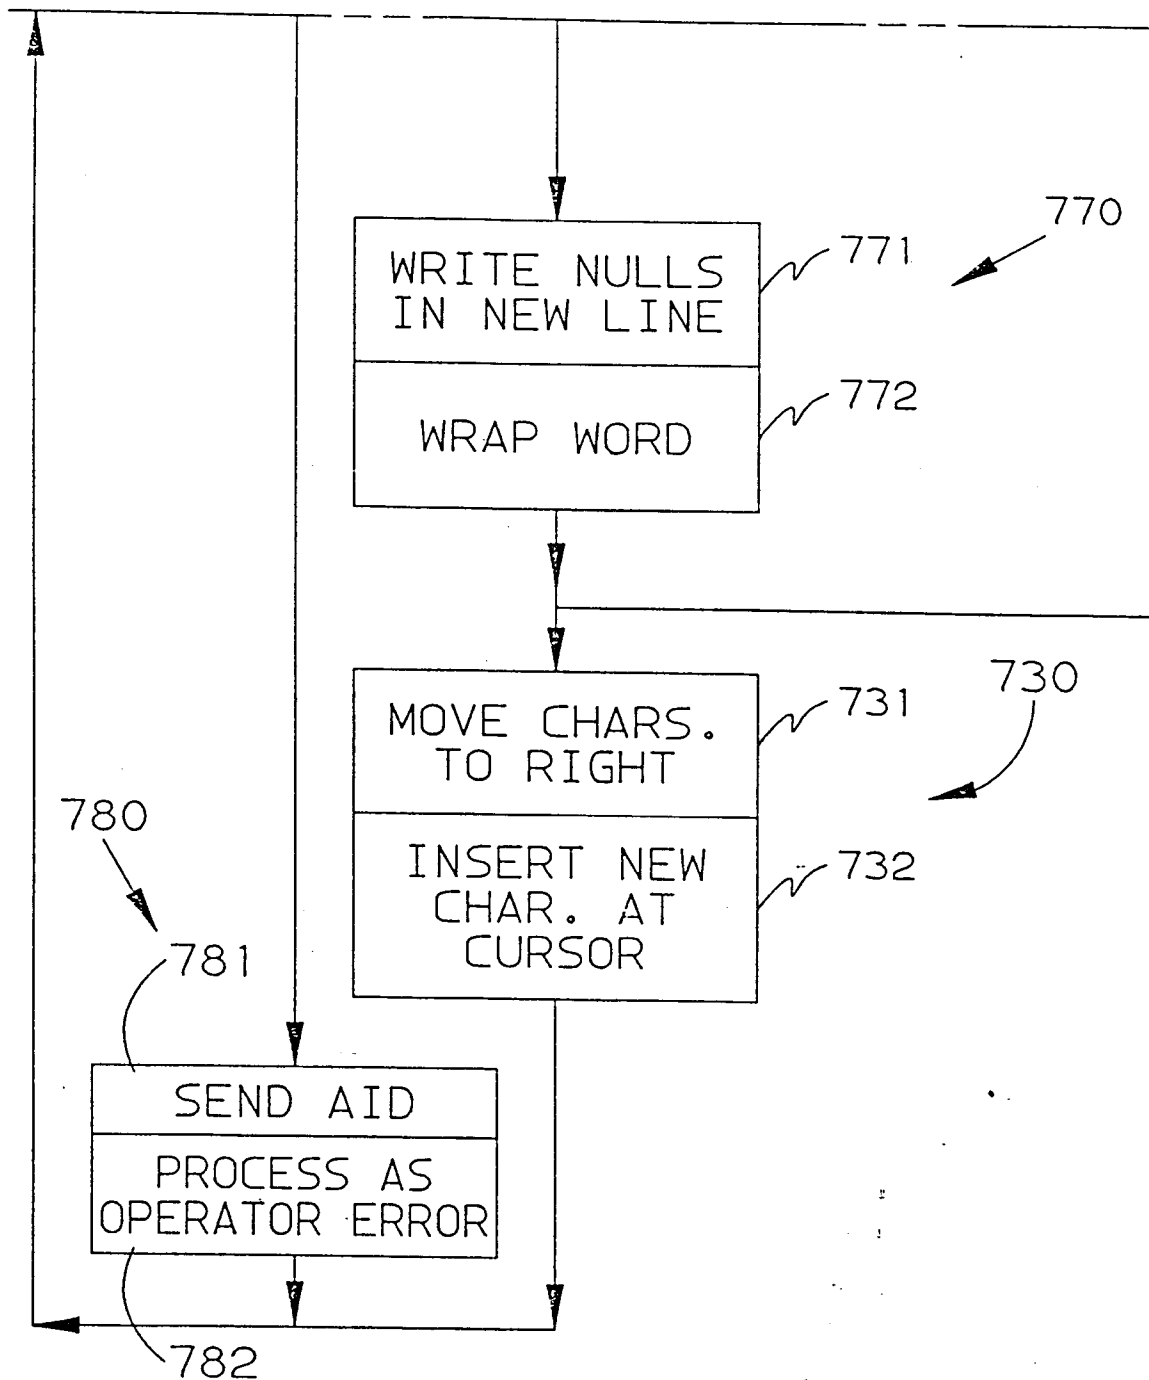 770
771
WRITE NULLS
IN NEW LINE
772
WRAP WORD
730
731
MOVE CHARS.
TO RIGHT
780
732
INSERT NEW
CHAR. AT
CURSOR
781
SEND AID
PROCESS AS
OPERATOR ERROR
782